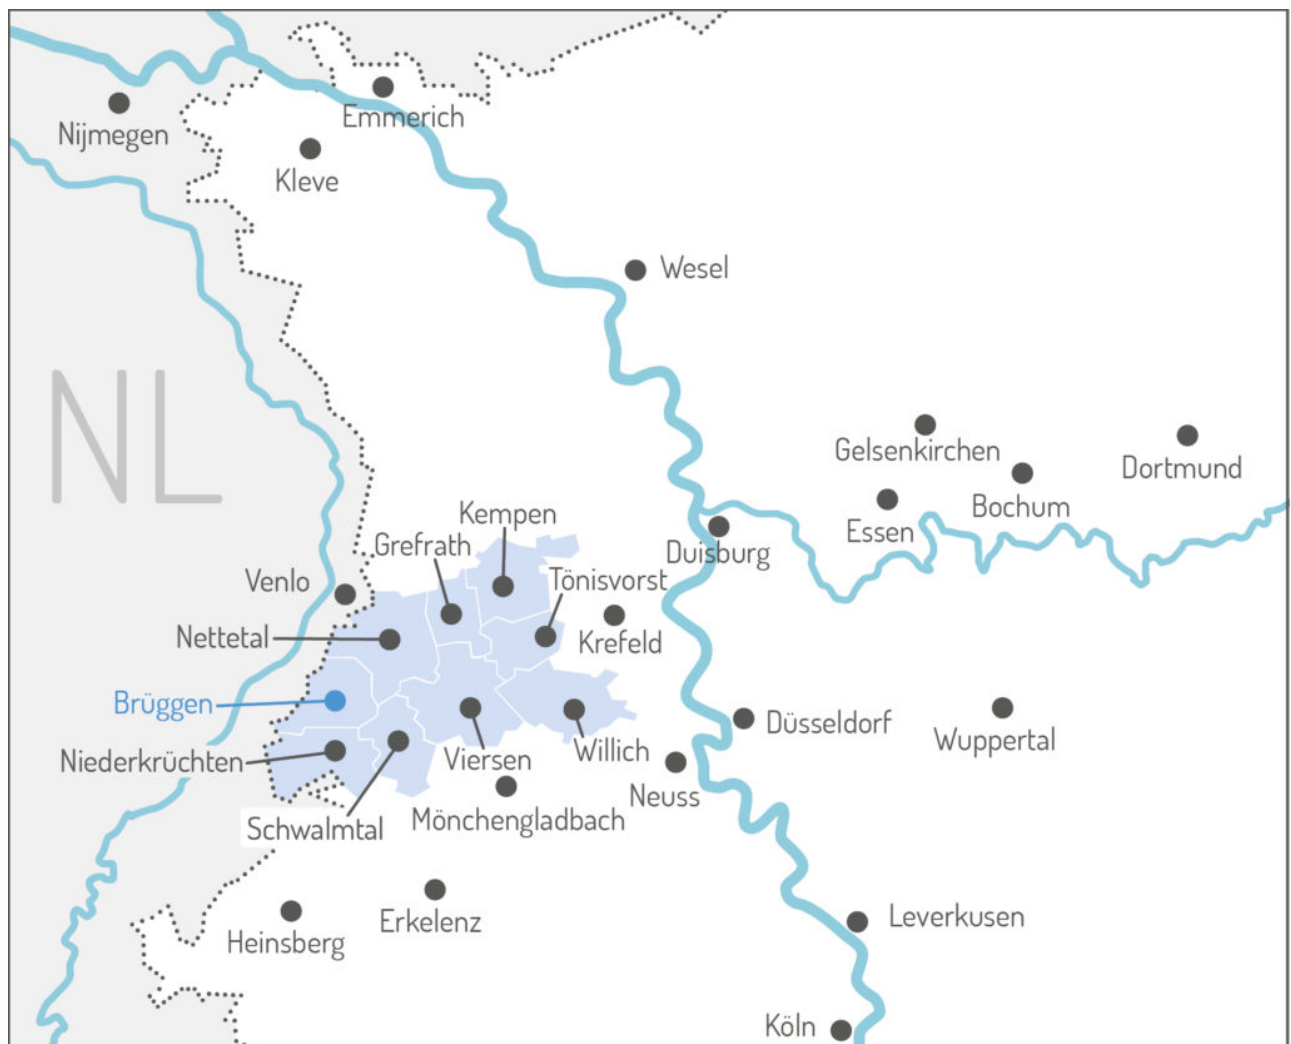 Emmerich
Nijmegen
Kleve
Wesel
NL
Gelsenkirchen
Dortmund
Bochum
Essen
Kempen
Grefrath
Duisburg
Venlo
Tönisvorst
Nettetal
Krefeld
Brüggen
Düsseldorf
Wuppertal
Niederkrüchten
Viersen
Willich
Neuss
Schwalmtal
Mönchengladbach
Erkelenz
Leverkusen
Heinsberg
Köln